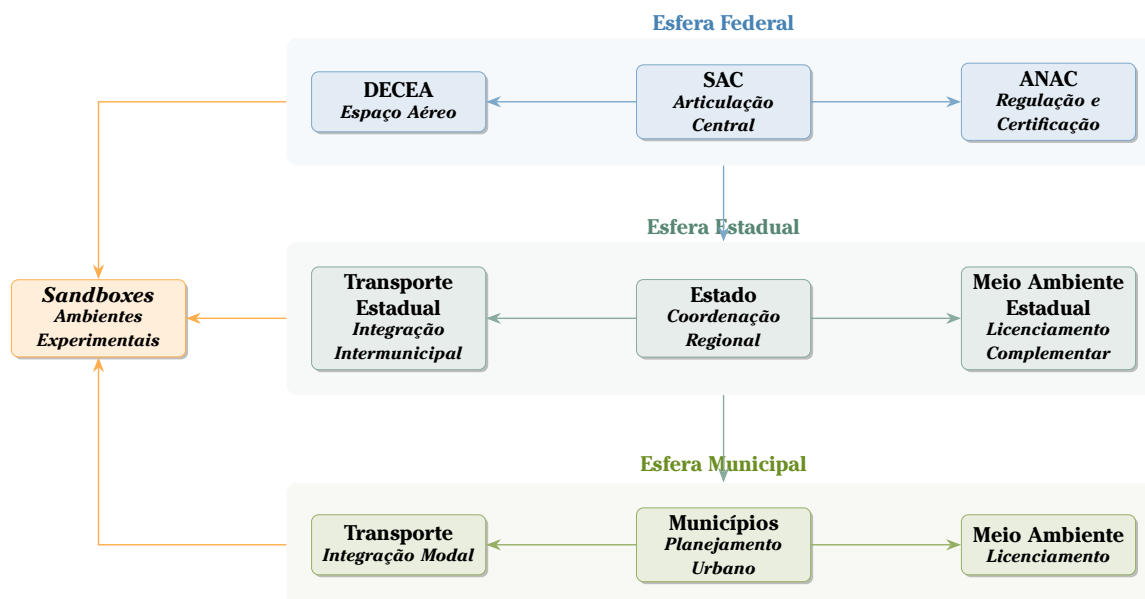 Esfera Federal
DECEA
Espaço Aéreo
SAC
Articulação
Central
ANAC
Regulação e
Certificação
Esfera Estadual
Sandboxes
Ambientes
Experimentais
Transporte
Estadual
Integração
Intermunicipal
Estado
Coordenação
Regional
Meio Ambiente
Estadual
Licenciamento
Complementar
Esfera Municipal
Transporte
Integração Modal
Municípios
Planejamento
Urbano
Meio Ambiente
Licenciamento